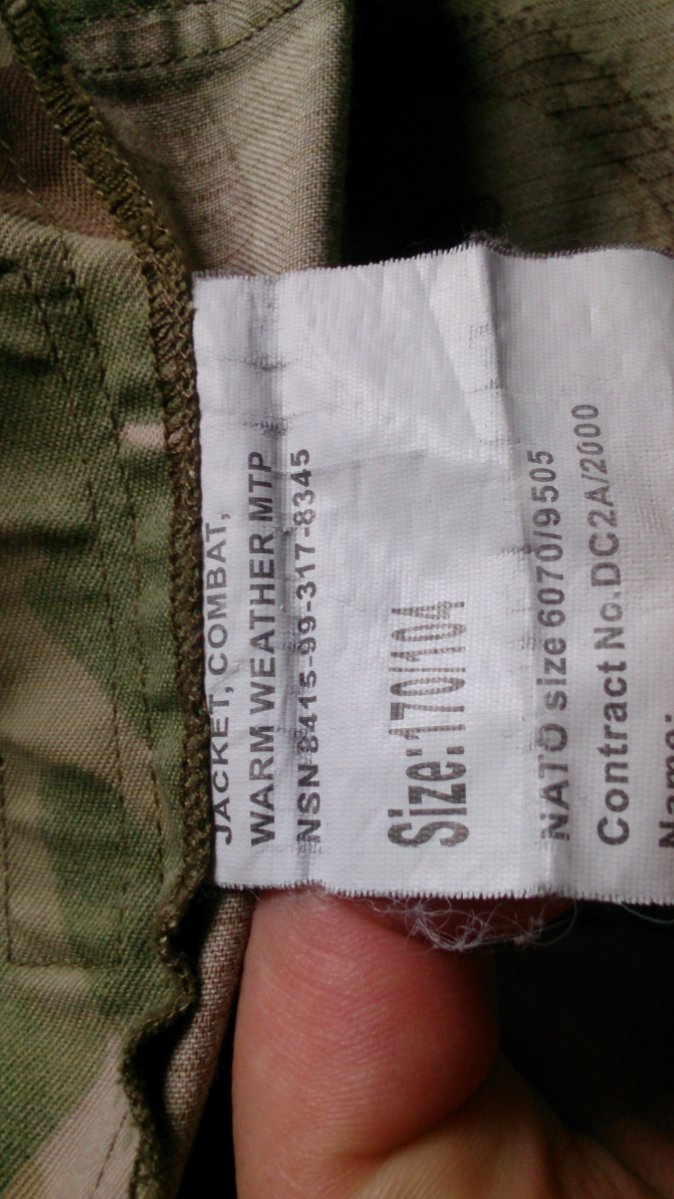 JACKET, COMBAT,
WARM WEATHER MTP
NSN 8415-99-317-8345
Size:170/104
NATO size 6070/9505
Contract No.DC2A/2000
Name: